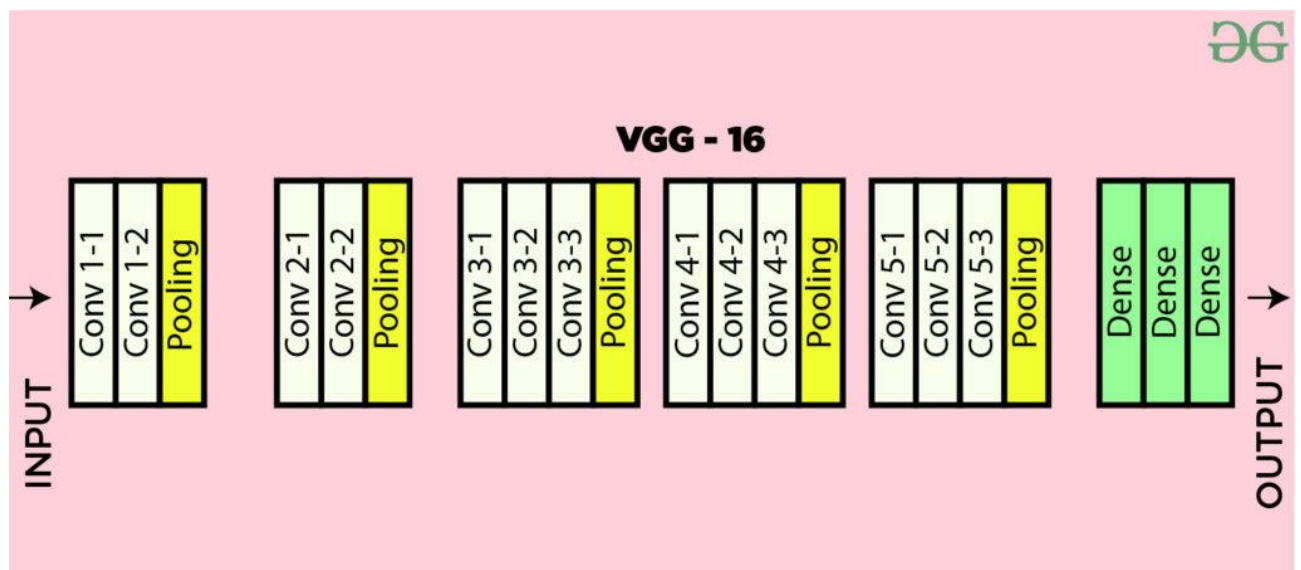 VGG - 16
INPUT
Conv 1-1
Conv 1-2
Pooling
Conv 2-1
Conv 2-2
Pooling
Conv 3-1
Conv 3-2
Conv 3-3
Pooling
Conv 4-1
Conv 4-2
Conv 4-3
Pooling
Conv 5-1
Conv 5-2
Conv 5-3
Pooling
Dense
Dense
Dense
OUTPUT